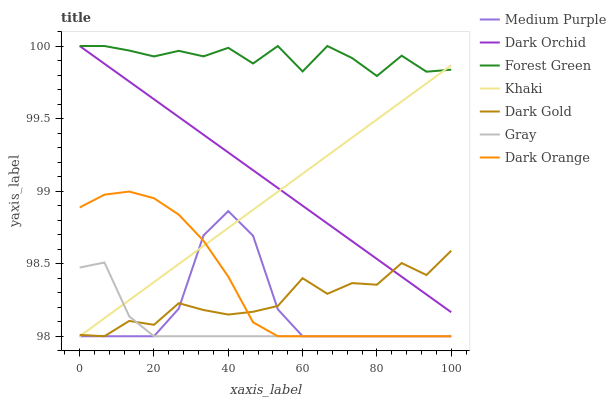 title
100
99.5
99
98.5
98
yaxis_label
0
20
40
60
80
100
xaxis_label
Medium Purple
Dark Orchid
Forest Green
Khaki
Dark Gold
Gray
Dark Orange